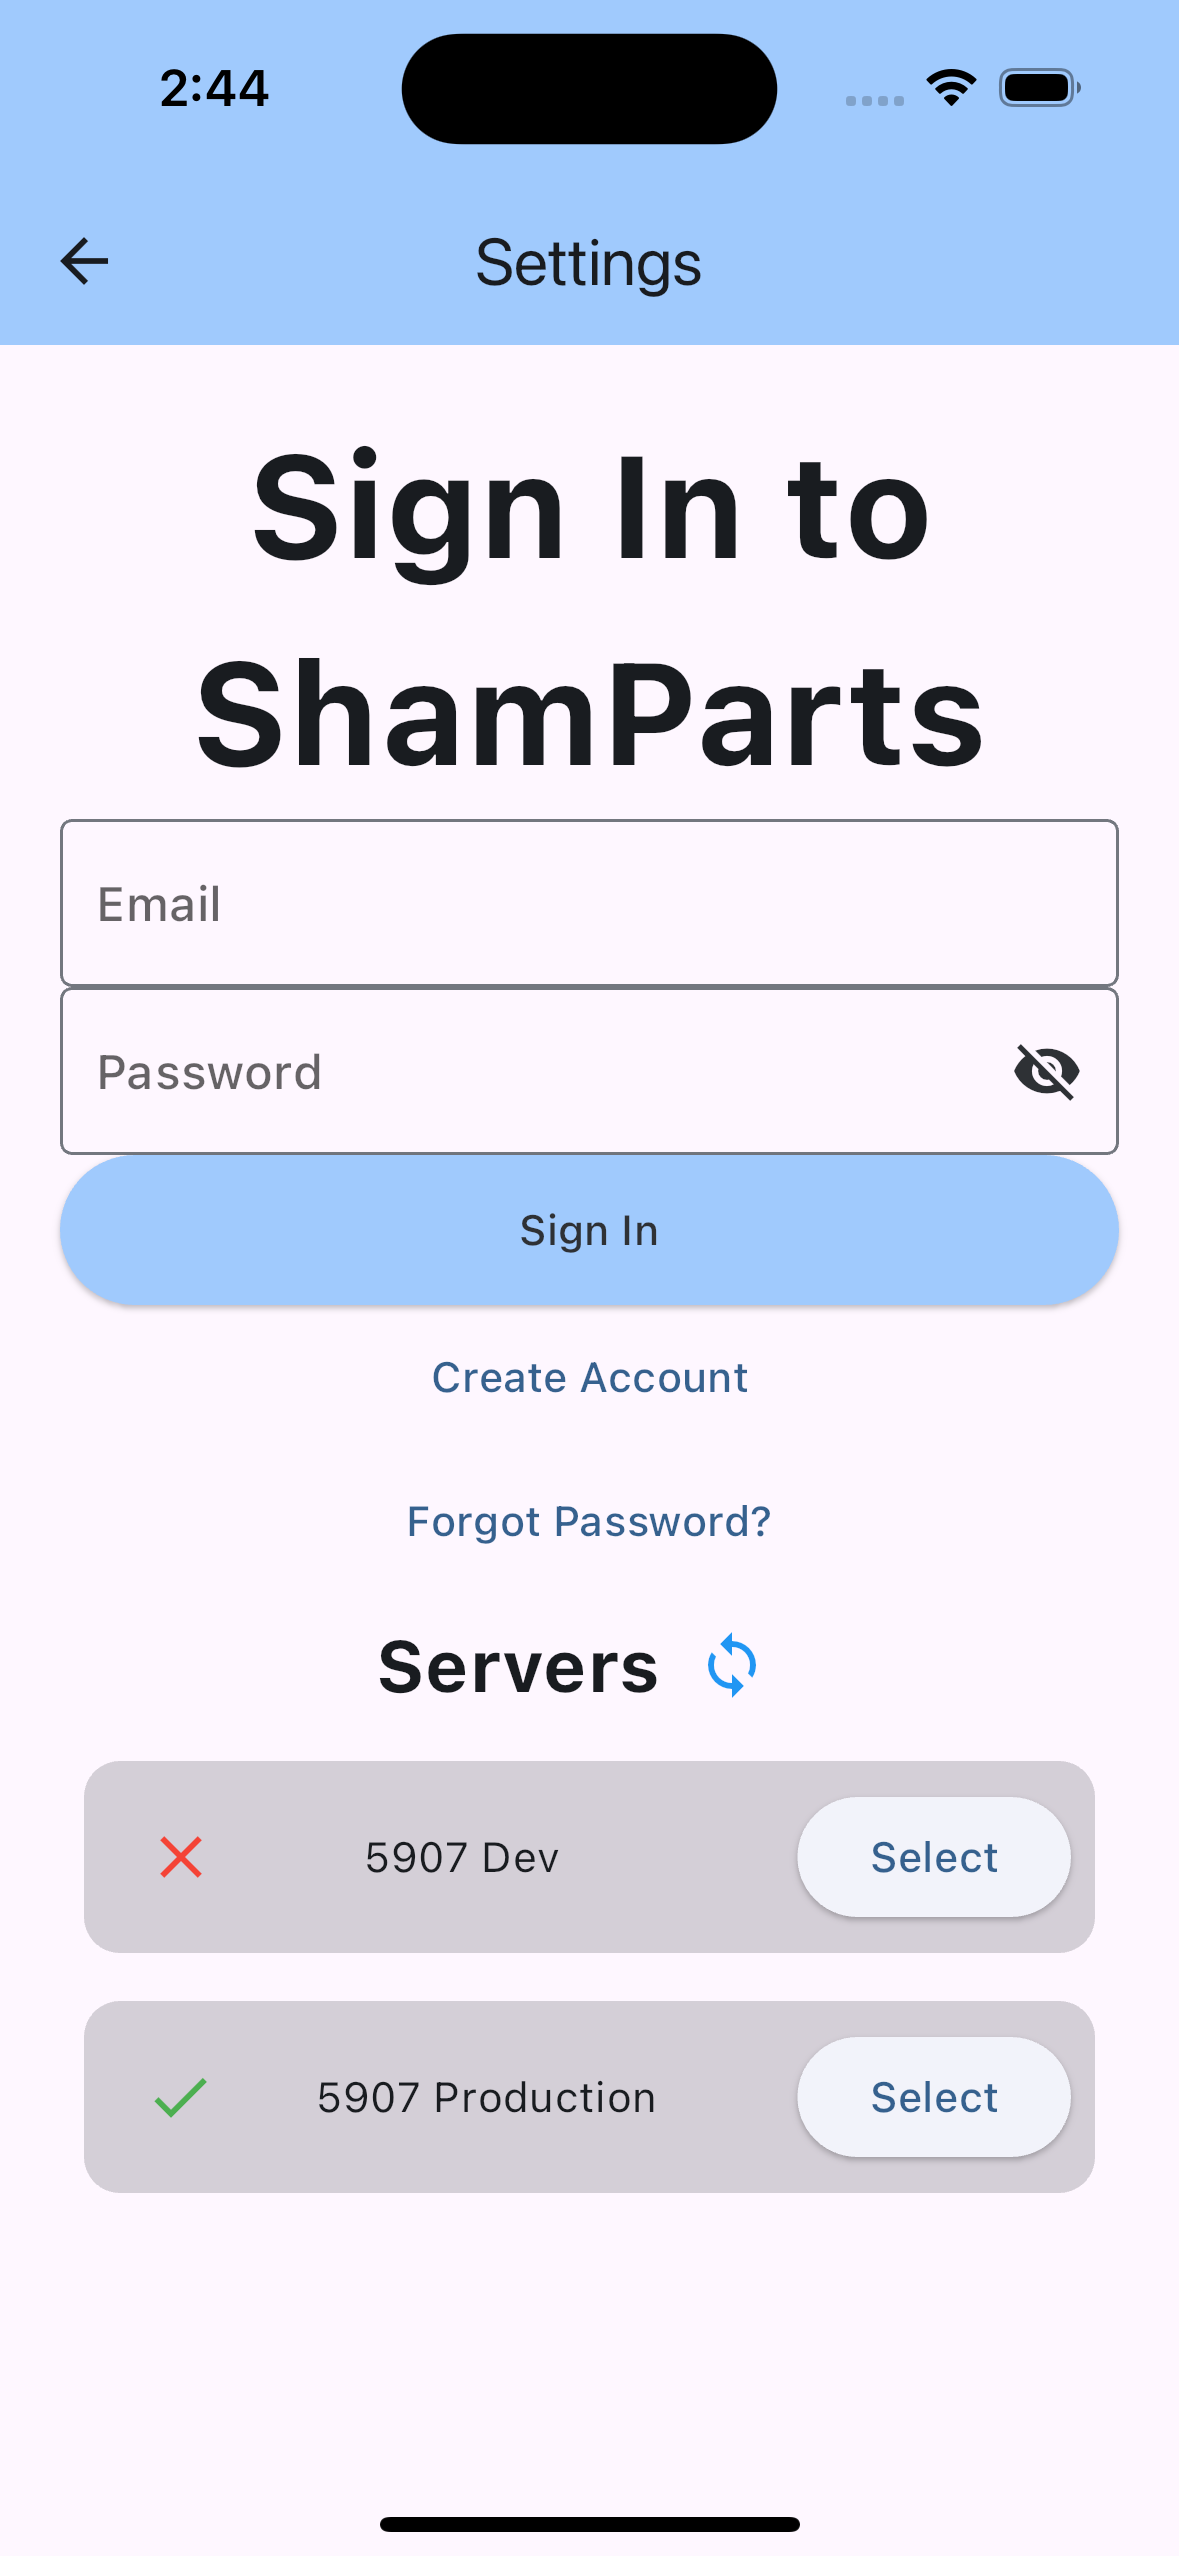 2:44
Settings
Sign In to
ShamParts
Email
Password
Sign In
Create Account
Forgot Password?
Servers
5907 Dev
Select
5907 Production
Select